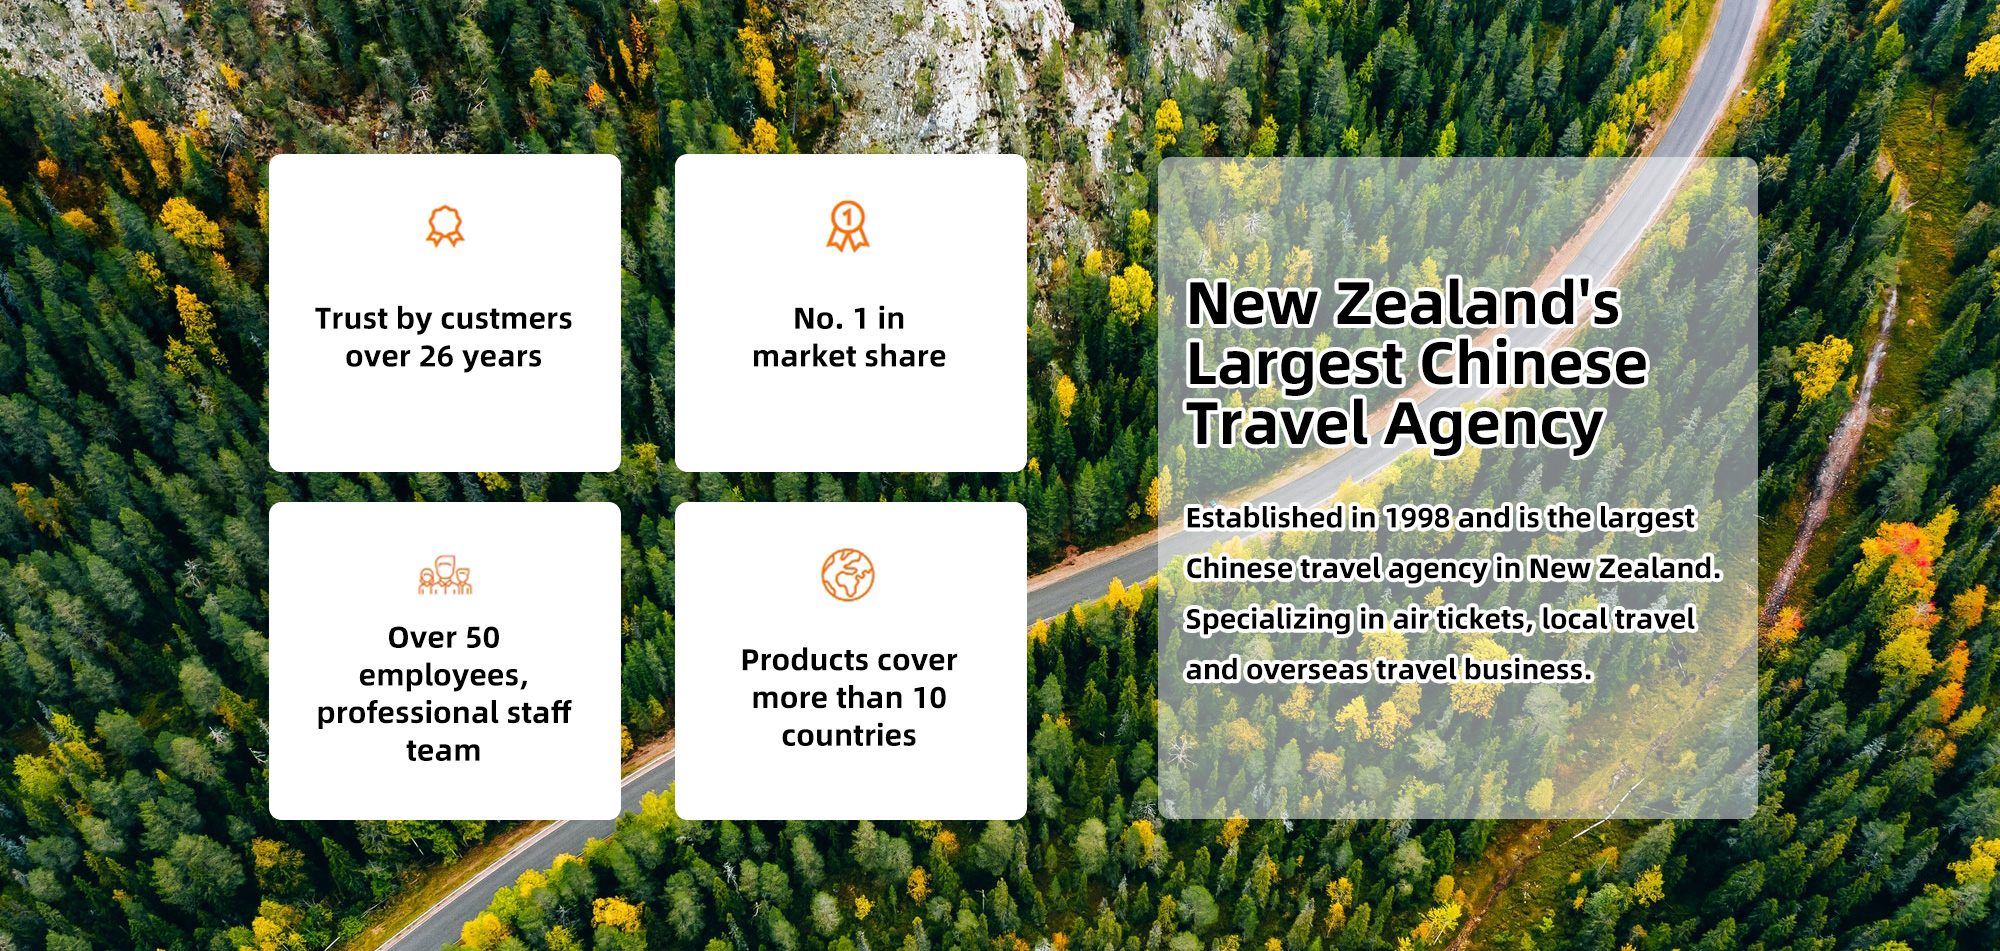 Trust by custmers
over 26 years
1
No. 1 in
market share
Over 50
employees,
professional staff
team
Products cover
more than 10
countries
New Zealand's
Largest Chinese
Travel Agency
Established in 1998 and is the largest
Chinese travel agency in New Zealand.
Specializing in air tickets, local travel
and overseas travel business.